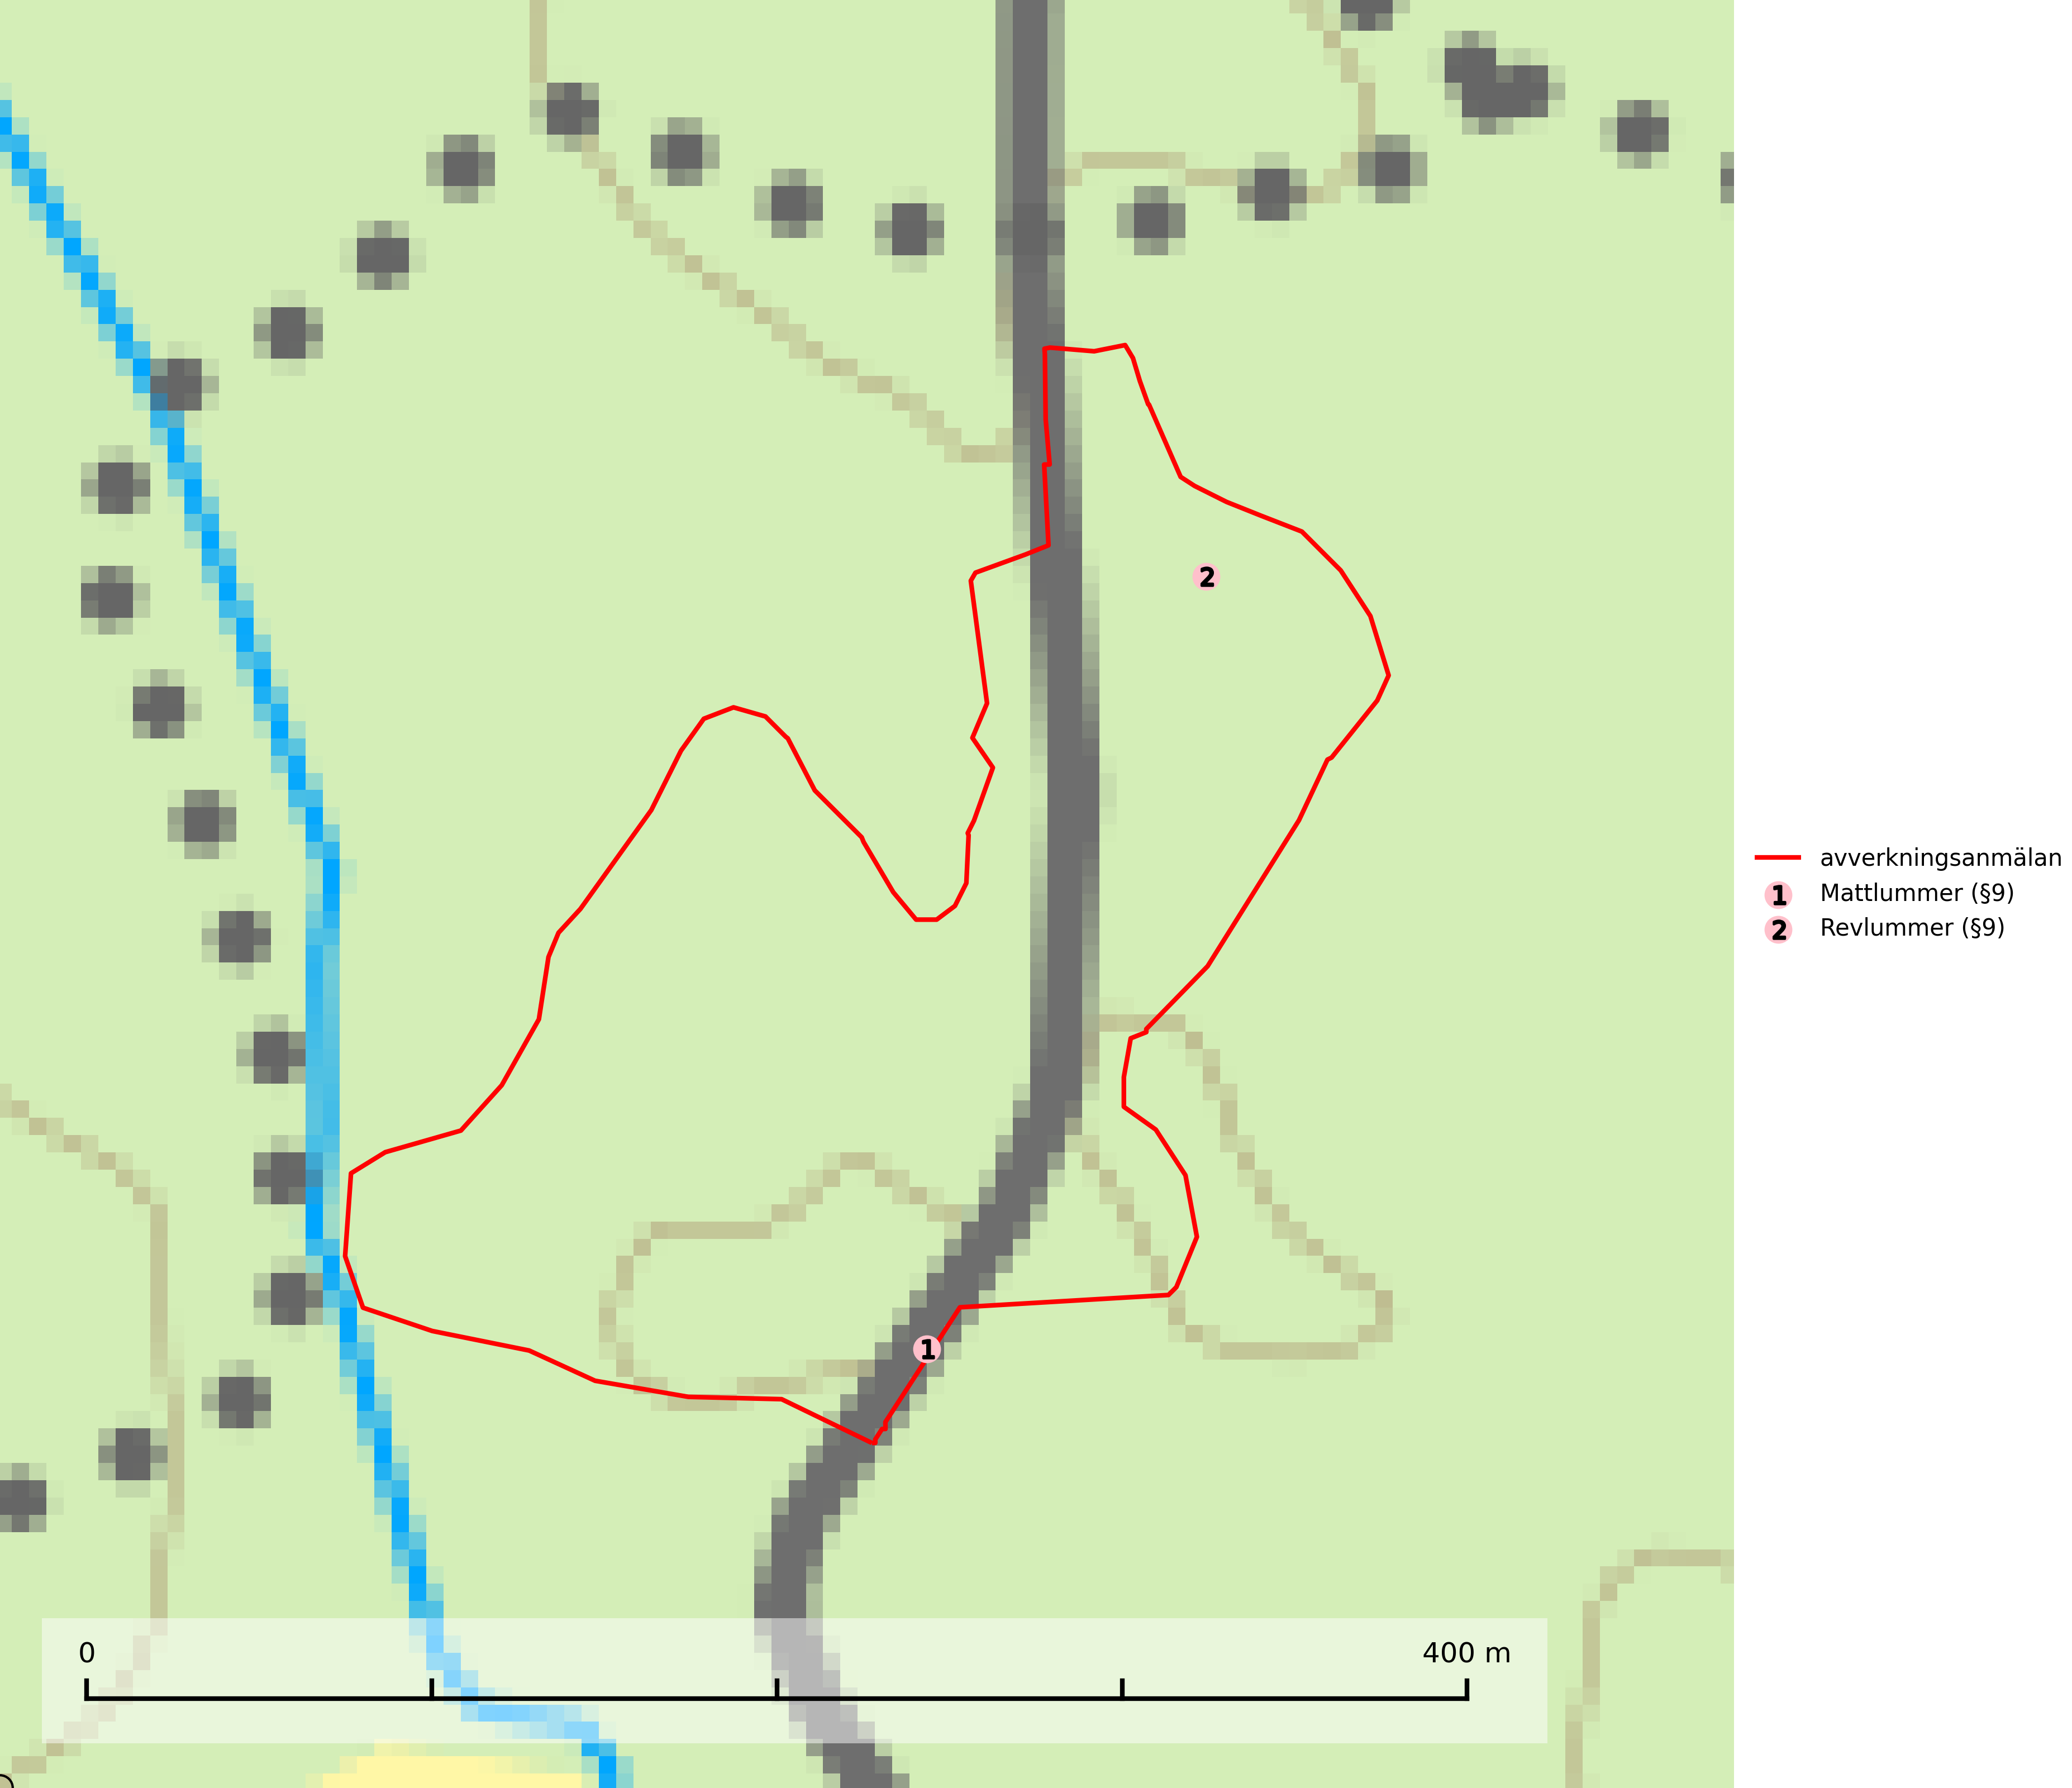 2
avverkningsanmälan
1 Mattlummer (§9)
2 Revlummer (§9)
1
0 400 m